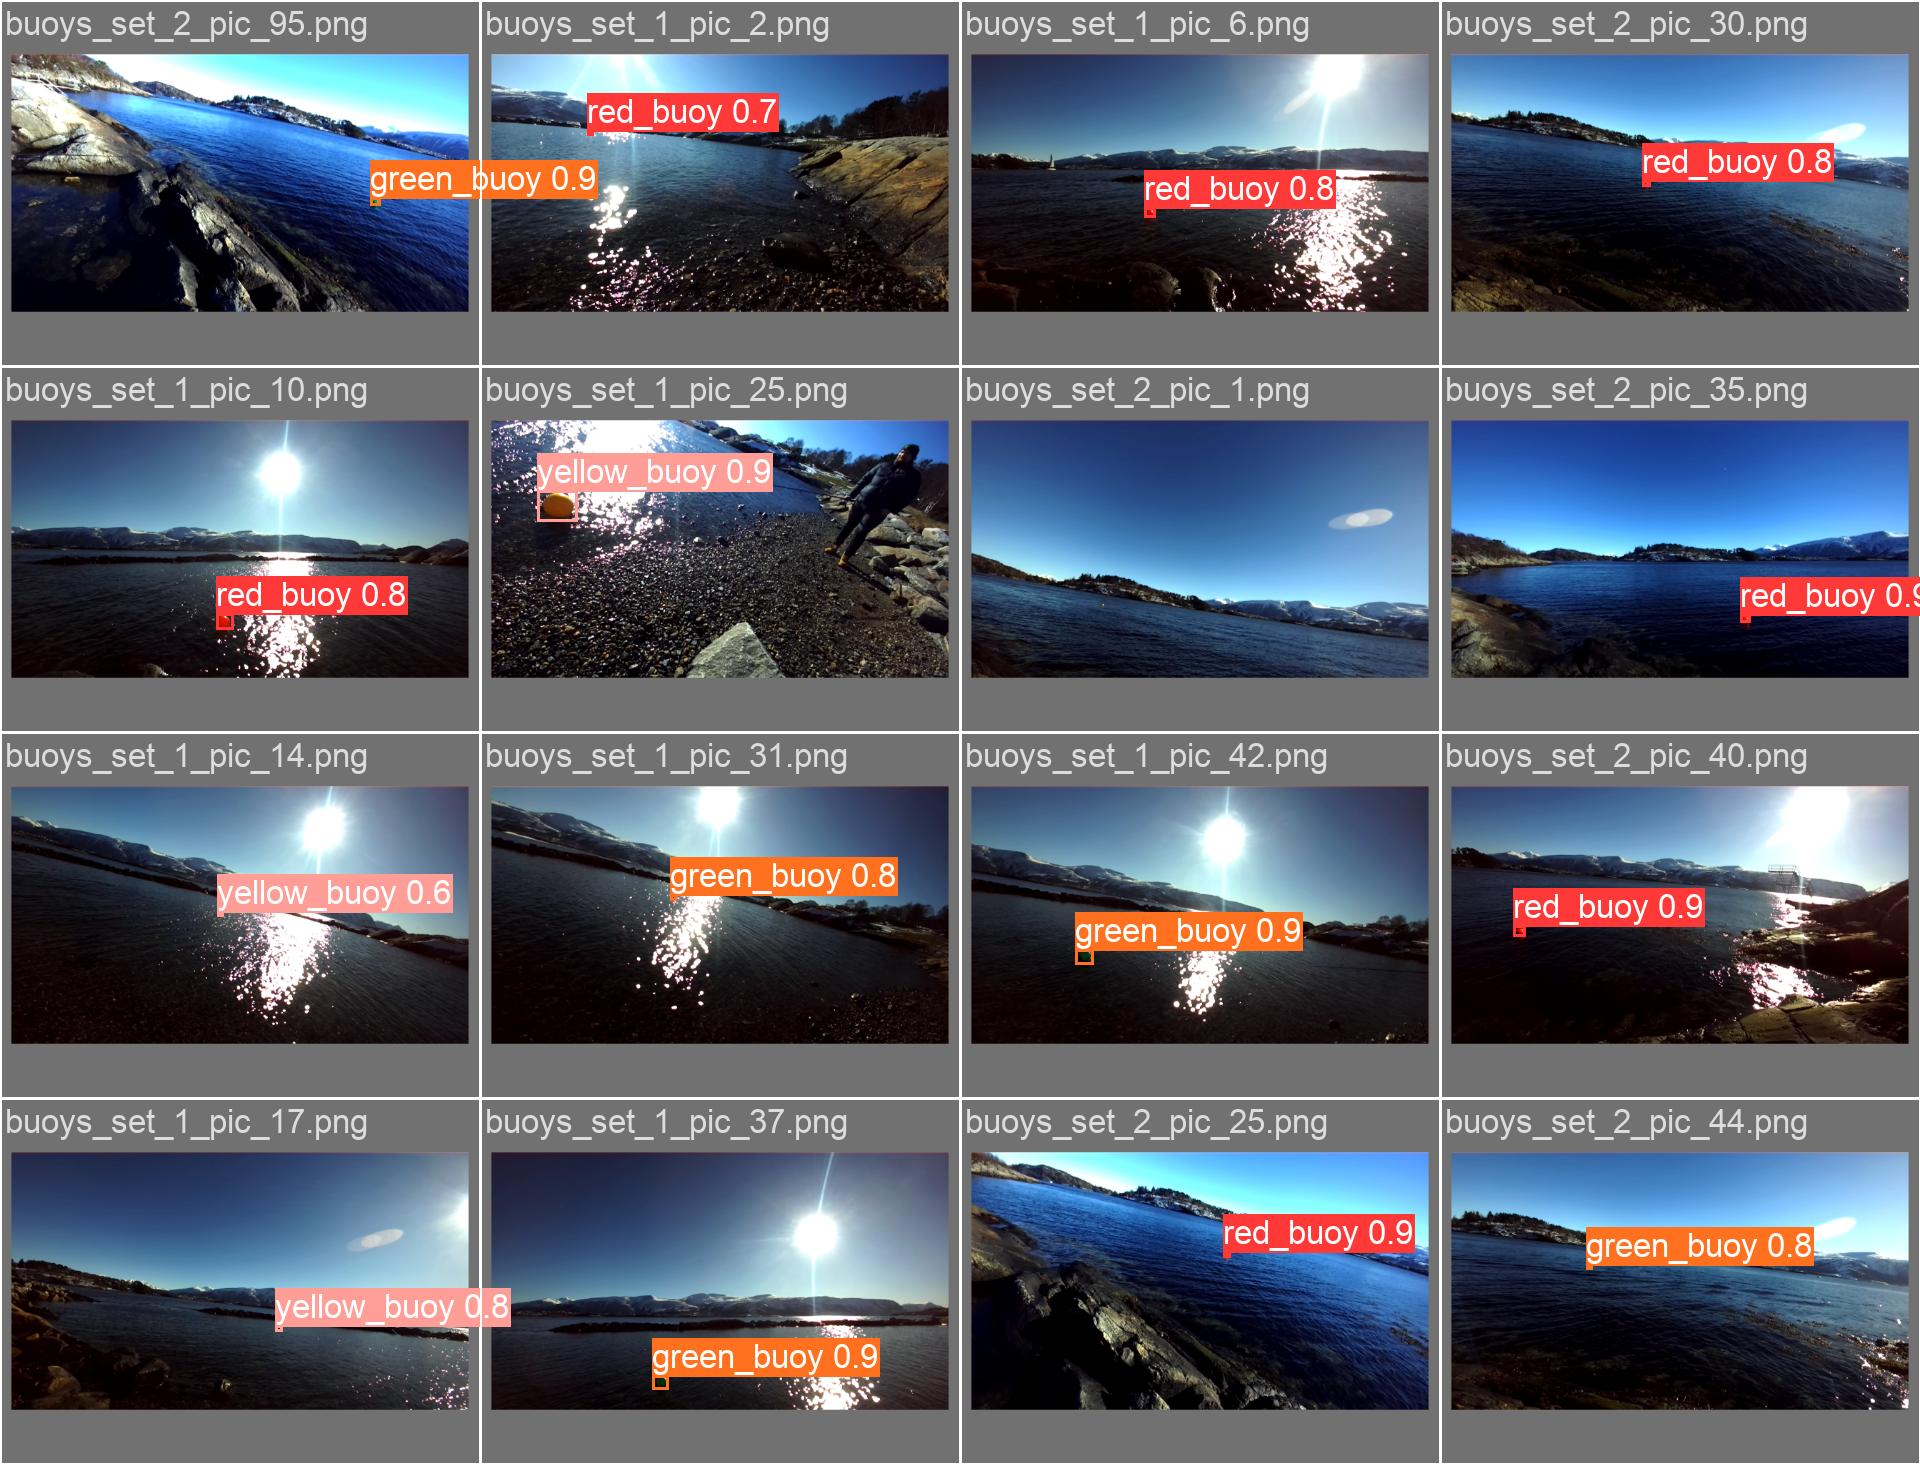 buoys_set_2_pic_95.png
green_buoy 0.9
buoys_set_1_pic_2.png
red_buoy 0.7
buoys_set_1_pic_6.png
red_buoy 0.8
buoys_set_2_pic_30.png
red_buoy 0.8
buoys_set_1_pic_10.png
red_buoy 0.8
buoys_set_1_pic_25.png
yellow_buoy 0.9
buoys_set_2_pic_1.png
buoys_set_2_pic_35.png
red_buoy 0.9
buoys_set_1_pic_14.png
yellow_buoy 0.6
buoys_set_1_pic_31.png
green_buoy 0.8
buoys_set_1_pic_42.png
green_buoy 0.9
buoys_set_2_pic_40.png
red_buoy 0.9
buoys_set_1_pic_17.png
yellow_buoy 0.8
buoys_set_1_pic_37.png
green_buoy 0.9
buoys_set_2_pic_25.png
red_buoy 0.9
buoys_set_2_pic_44.png
green_buoy 0.8